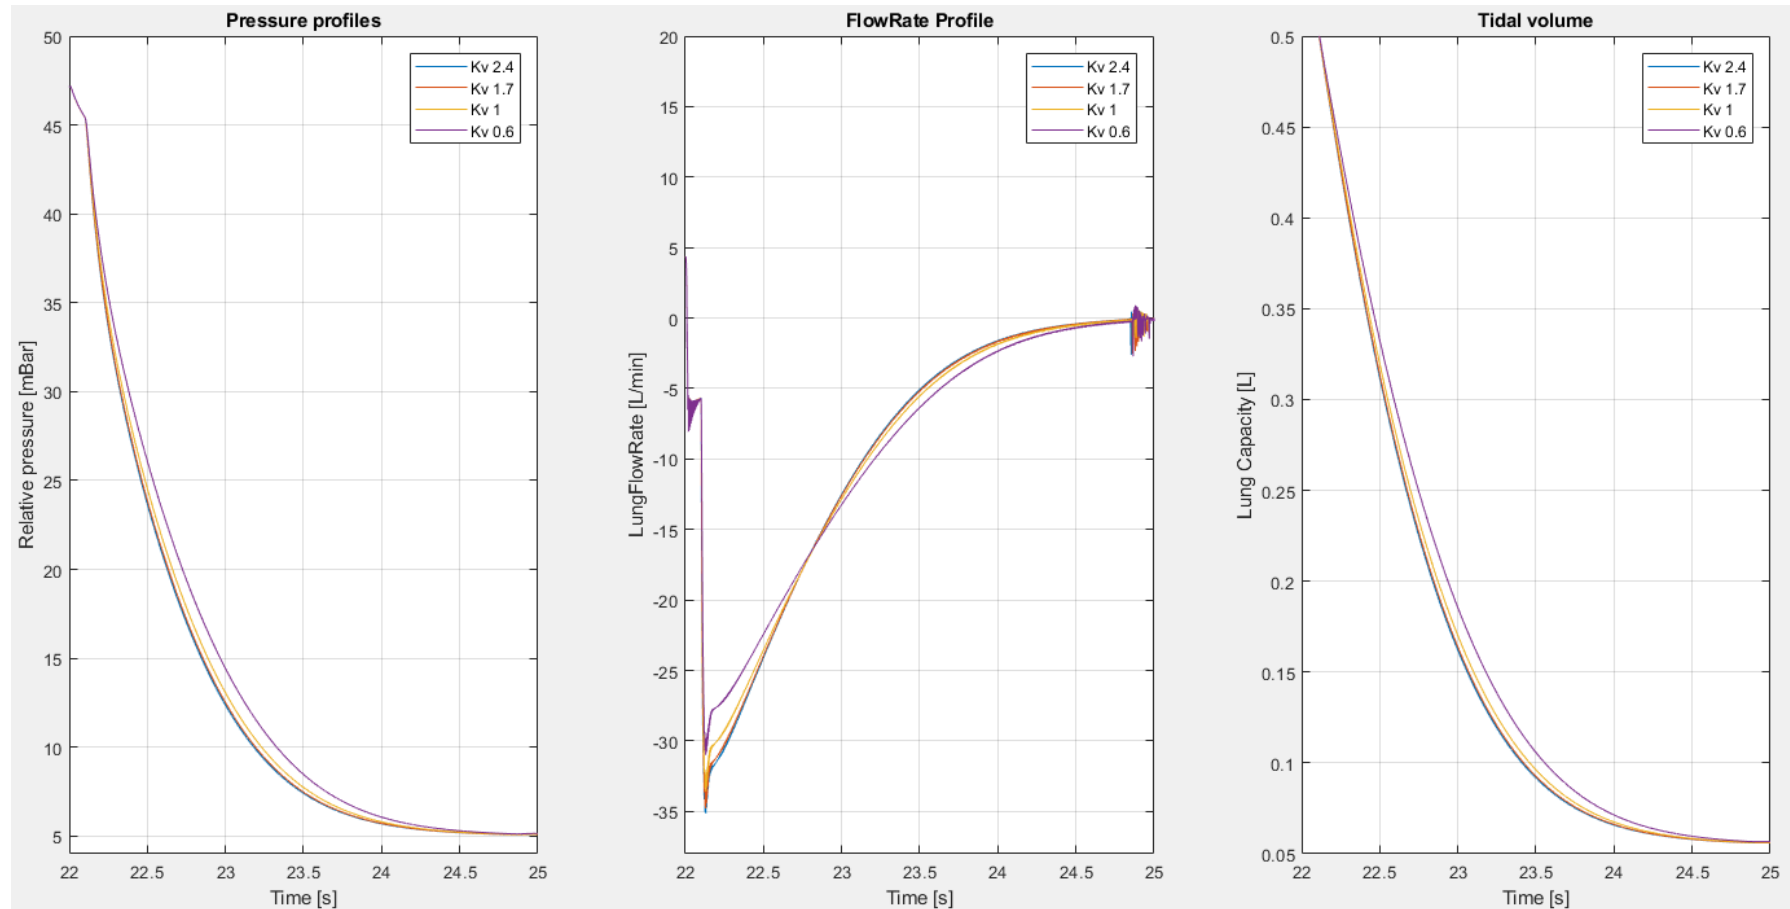 Pressure profiles
50
45
40
35
30
25
20
15
10
5
22
22.5
23
23.5
24
24.5
25
Relative pressure [mBar]
Time [s]
Kv 2.4
Kv 1.7
Kv 1
Kv 0.6
FlowRate Profile
20
15
10
5
0
-5
-10
-15
-20
-25
-30
-35
22
22.5
23
23.5
24
24.5
25
LungFlowRate [L/min]
Time [s]
Kv 2.4
Kv 1.7
Kv 1
Kv 0.6
Tidal volume
0.5
0.45
0.4
0.35
0.3
0.25
0.2
0.15
0.1
0.05
22
22.5
23
23.5
24
24.5
25
Lung Capacity [L]
Time [s]
Kv 2.4
Kv 1.7
Kv 1
Kv 0.6